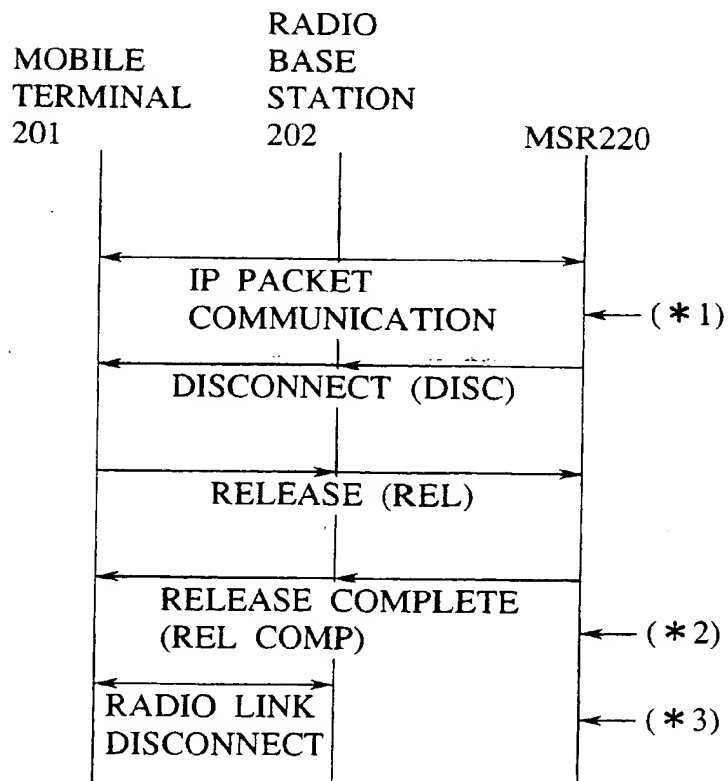 MOBILE
TERMINAL
201
RADIO
BASE
STATION
202
MSR220
IP PACKET
COMMUNICATION
(*1)
DISCONNECT (DISC)
RELEASE (REL)
RELEASE COMPLETE
(REL COMP)
(*2)
RADIO LINK
DISCONNECT
(*3)